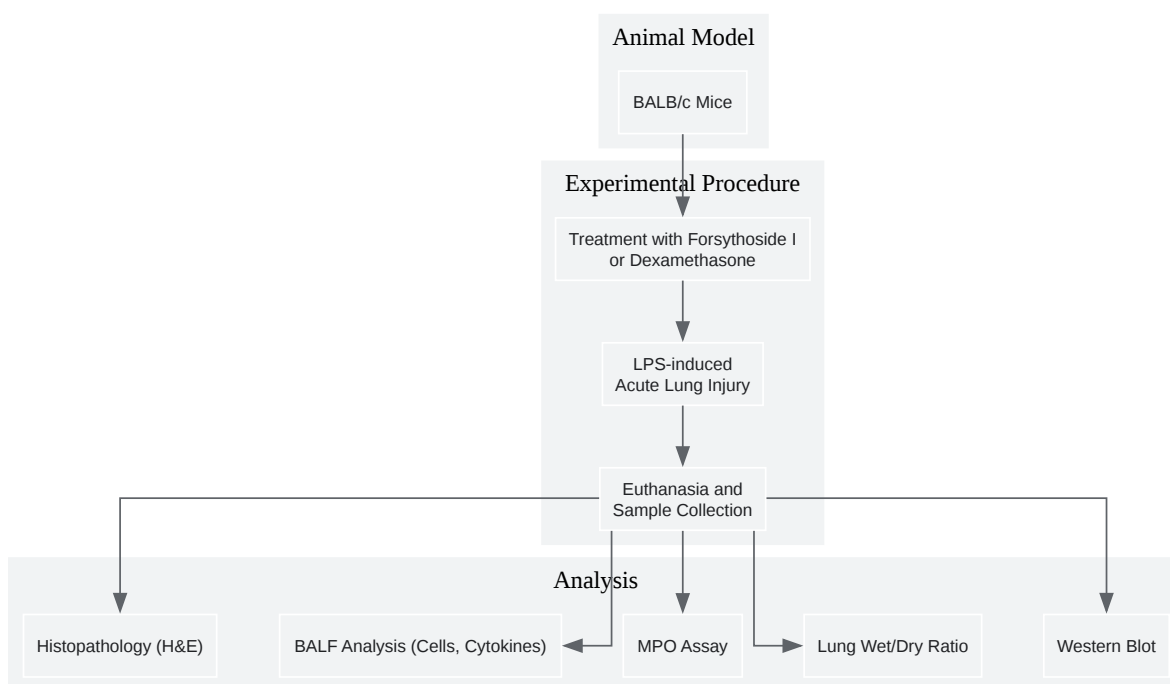 Animal Model
BALB/c Mice
Experimental Procedure
Treatment with Forsythoside I
or Dexamethasone
LPS-induced
Acute Lung Injury
Euthanasia and
Sample Collection
Analysis
Histopathology (H&E)
BALF Analysis (Cells, Cytokines)
MPO Assay
Lung Wet/Dry Ratio
Western Blot